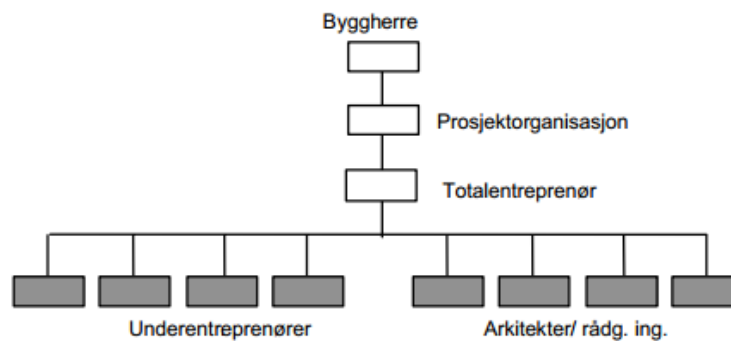 Byggherre
Prosjektorganisasjon
Totalentreprenør
Underentreprenører
Arkitekter/ rådg. ing.